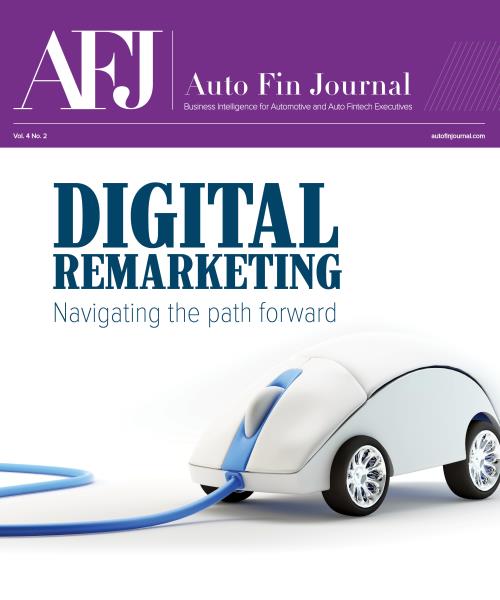 AFJ
Auto Fin Journal
Business Intelligence for Automotive and Auto Fintech Executives
Vol. 4 No. 2
autofinjournal.com
DIGITAL
REMARKETING
Navigating the path forward